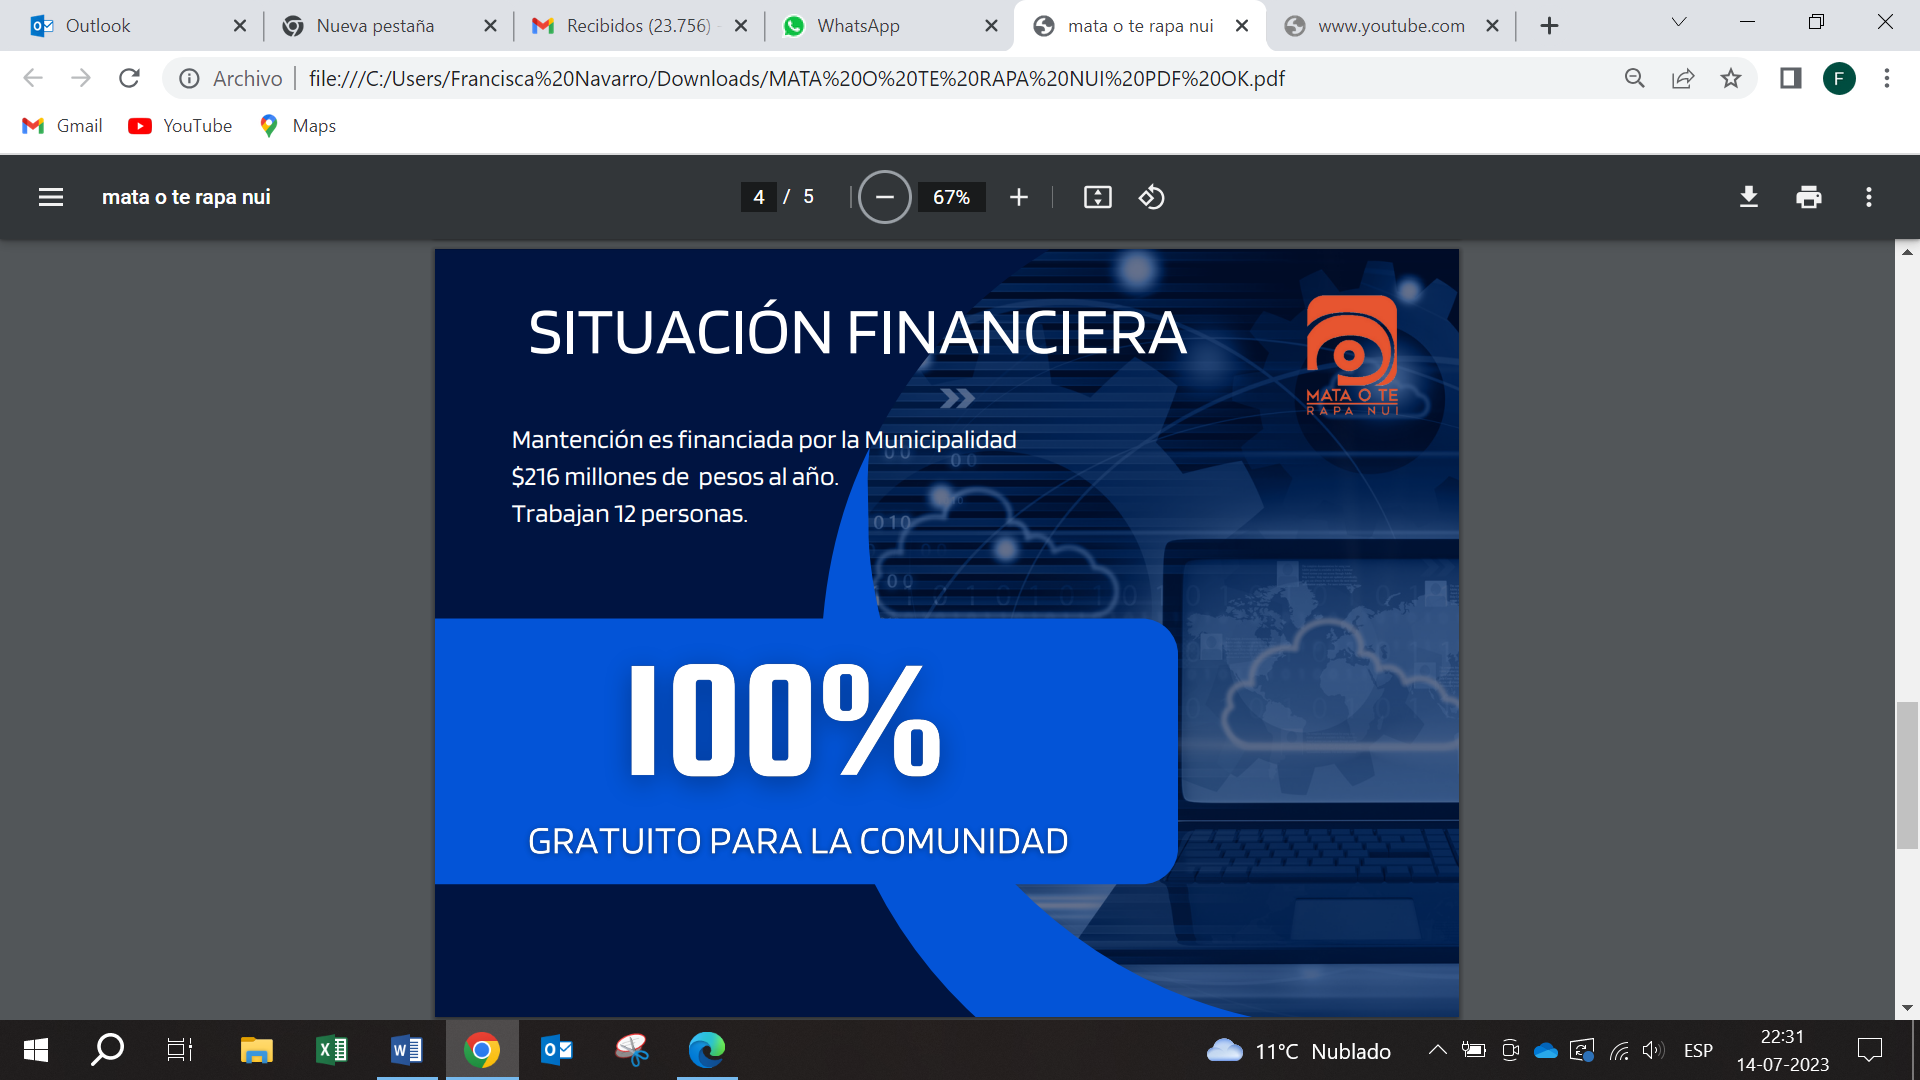 Outlook
Nueva pestaña
Recibidos (23.756)
WhatsApp
mata o te rapa nui
www.youtube.com
Archivo
file:///C:/Users/Francisca%20Navarro/Downloads/MATA%20O%20TE%20RAPA%20NUI%20PDF%20OK.pdf
F
Gmail
YouTube
Maps
mata o te rapa nui
4 / 5
67%
SITUACIÓN FINANCIERA
MATA O TE
RAPA NUI
Mantención es financiada por la Municipalidad
$216 millones de pesos al año.
Trabajan 12 personas.
100%
GRATUITO PARA LA COMUNIDAD
11°C Nublado
ESP
22:31
14-07-2023